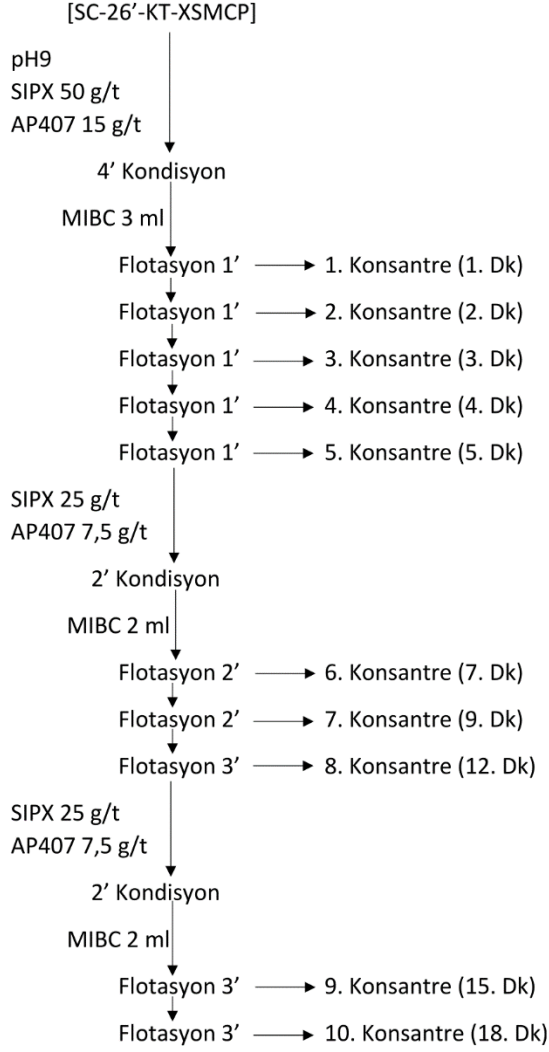 [SC-26’-KT-XSMCP]
pH9
SIPX 50 g/t
AP407 15 g/t
4’ Kondisyon
MIBC 3 ml
Flotasyon 1’ 1. Konsantre (1. Dk)
Flotasyon 1’ 2. Konsantre (2. Dk)
Flotasyon 1’ 3. Konsantre (3. Dk)
Flotasyon 1’ 4. Konsantre (4. Dk)
Flotasyon 1’ 5. Konsantre (5. Dk)
SIPX 25 g/t
AP407 7,5 g/t
2’ Kondisyon
MIBC 2 ml
Flotasyon 2’ 6. Konsantre (7. Dk)
Flotasyon 2’ 7. Konsantre (9. Dk)
Flotasyon 3’ 8. Konsantre (12. Dk)
SIPX 25 g/t
AP407 7,5 g/t
2’ Kondisyon
MIBC 2 ml
Flotasyon 3’ 9. Konsantre (15. Dk)
Flotasyon 3’ 10. Konsantre (18. Dk)